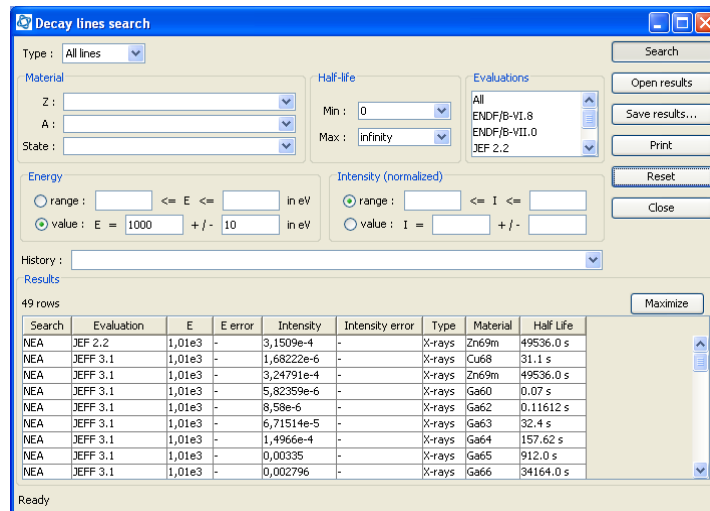 Decay lines search
Type : All lines
Search
Material
Half-life
Evaluations
Open results
Z :
Min : 0
All
ENDF/B-VI.8
Save results...
A :
ENDF/B-VII.0
State :
Max : infinity
JEF 2.2
Print
Energy
Intensity (normalized)
Reset
range : <= E <= in eV
range : <= I <=
Close
value : E = 1000 +/- 10 in eV
value : I = +/-
History :
Results
49 rows
Maximize
Search Evaluation E E error Intensity Intensity error Type Material Half Life
NEA JEF 2.2 1,01e3 - 3,1509e-4 - X-rays Zn69m 49536.0 s
NEA JEFF 3.1 1,01e3 - 1,68222e-6 - X-rays Cu68 31.1 s
NEA JEFF 3.1 1,01e3 - 3,24791e-4 - X-rays Zn69m 49536.0 s
NEA JEFF 3.1 1,01e3 - 5,82359e-6 - X-rays Ga60 0.07 s
NEA JEFF 3.1 1,01e3 - 8,58e-6 - X-rays Ga62 0.11612 s
NEA JEFF 3.1 1,01e3 - 6,71514e-5 - X-rays Ga63 32.4 s
NEA JEFF 3.1 1,01e3 - 1,4966e-4 - X-rays Ga64 157.62 s
NEA JEFF 3.1 1,01e3 - 0,00335 - X-rays Ga65 912.0 s
NEA JEFF 3.1 1,01e3 - 0,002796 - X-rays Ga66 34164.0 s
Ready